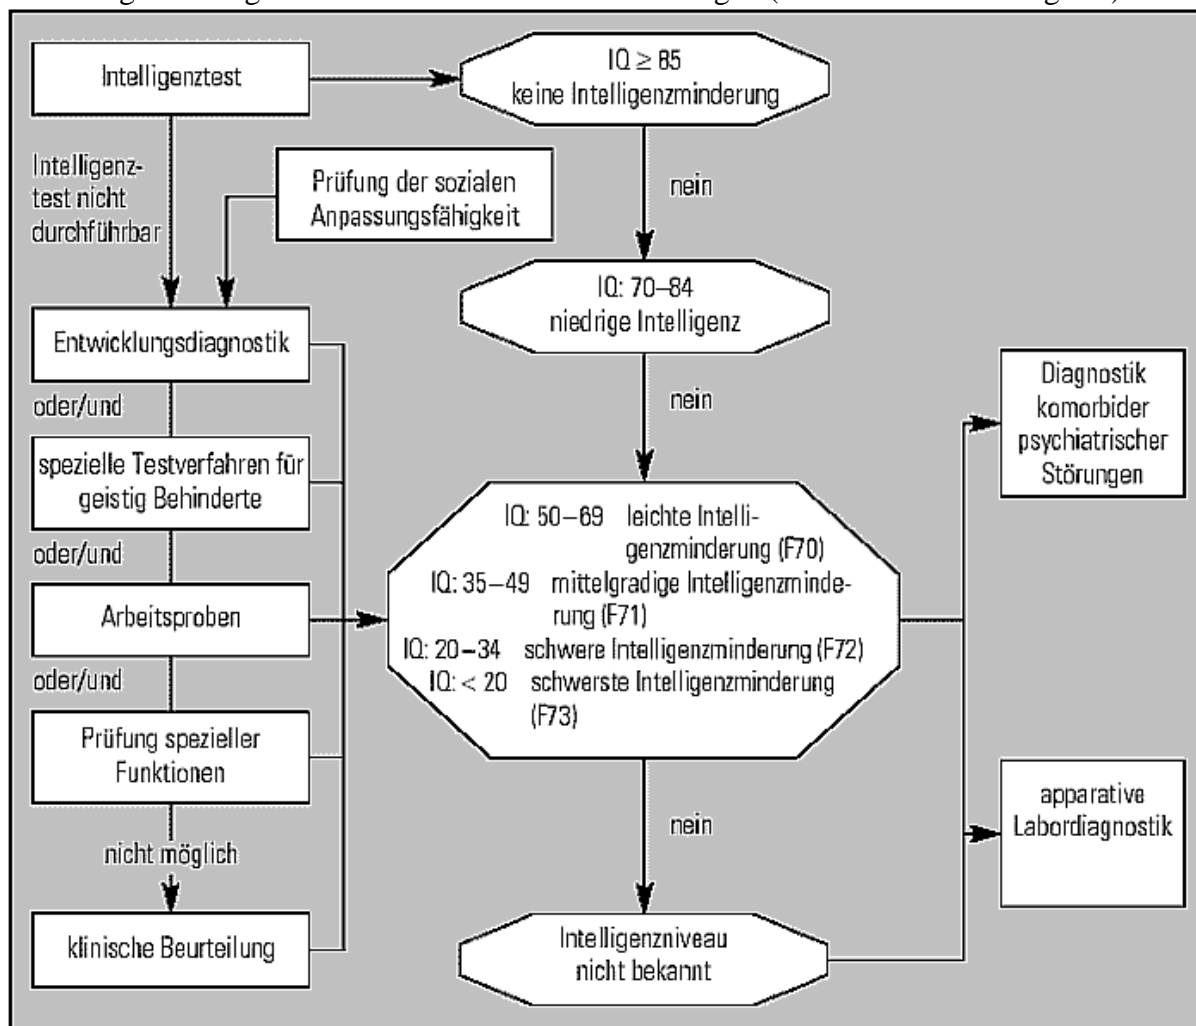 Intelligenztest
IQ ≥ 85
keine Intelligenzminderung
Intelligenz-
test nicht
durchführbar
Prüfung der sozialen
Anpassungsfähigkeit
nein
IQ: 70–84
niedrige Intelligenz
nein
Entwicklungsdiagnostik
oder/und
spezielle Testverfahren für
geistig Behinderte
oder/und
Arbeitsproben
oder/und
Prüfung spezieller
Funktionen
nicht möglich
klinische Beurteilung
IQ: 50–69 leichte Intelli-
genzminderung (F70)
IQ: 35–49 mittelgradige Intelligenzminde-
rung (F71)
IQ: 20–34 schwere Intelligenzminderung (F72)
IQ: < 20 schwerste Intelligenzminderung
(F73)
nein
Intelligenzniveau
nicht bekannt
Diagnostik
komorbider
psychiatrischer
Störungen
apparative
Labordiagnostik